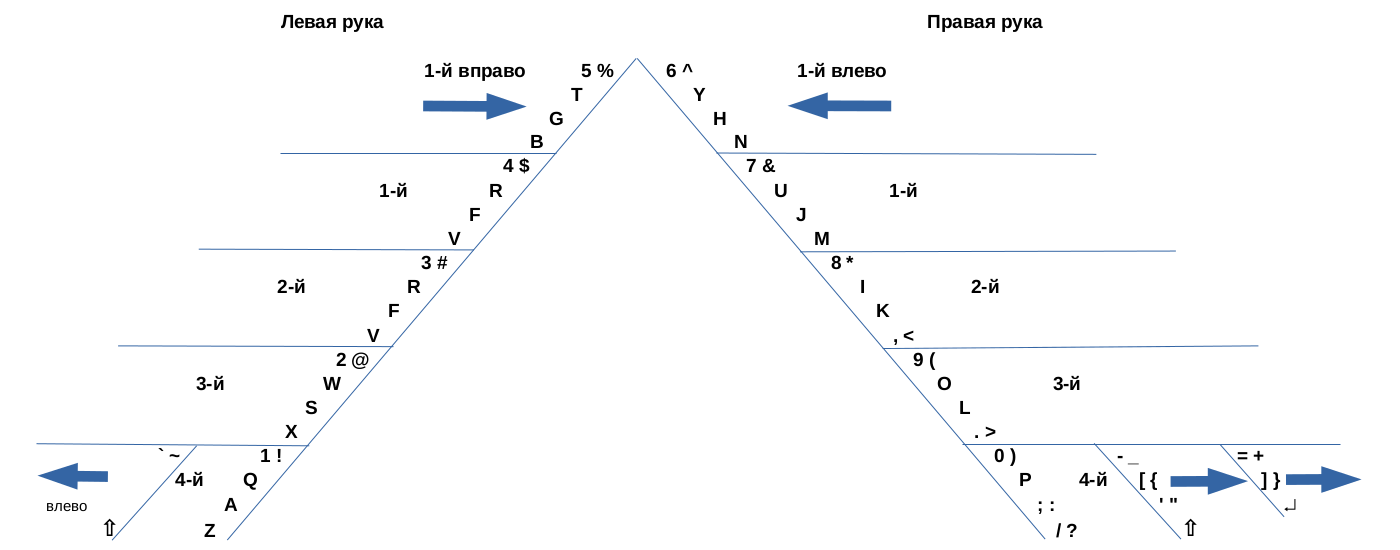 Левая рука
Правая рука
1-й вправо
5 %
6 ^
1-й влево
T
Y
G
H
B
N
4 $
7 &
1-й
R
U
1-й
F
J
V
M
3 #
8 *
2-й
R
I
2-й
F
K
V
, <
2 @
9 (
3-й
W
O
3-й
S
L
X
. >
` ~
1 !
0 )
- _
= +
4-й
Q
P
4-й
[ {
] }
влево
A
; :
' "
↵
⇧
Z
/ ?
⇧